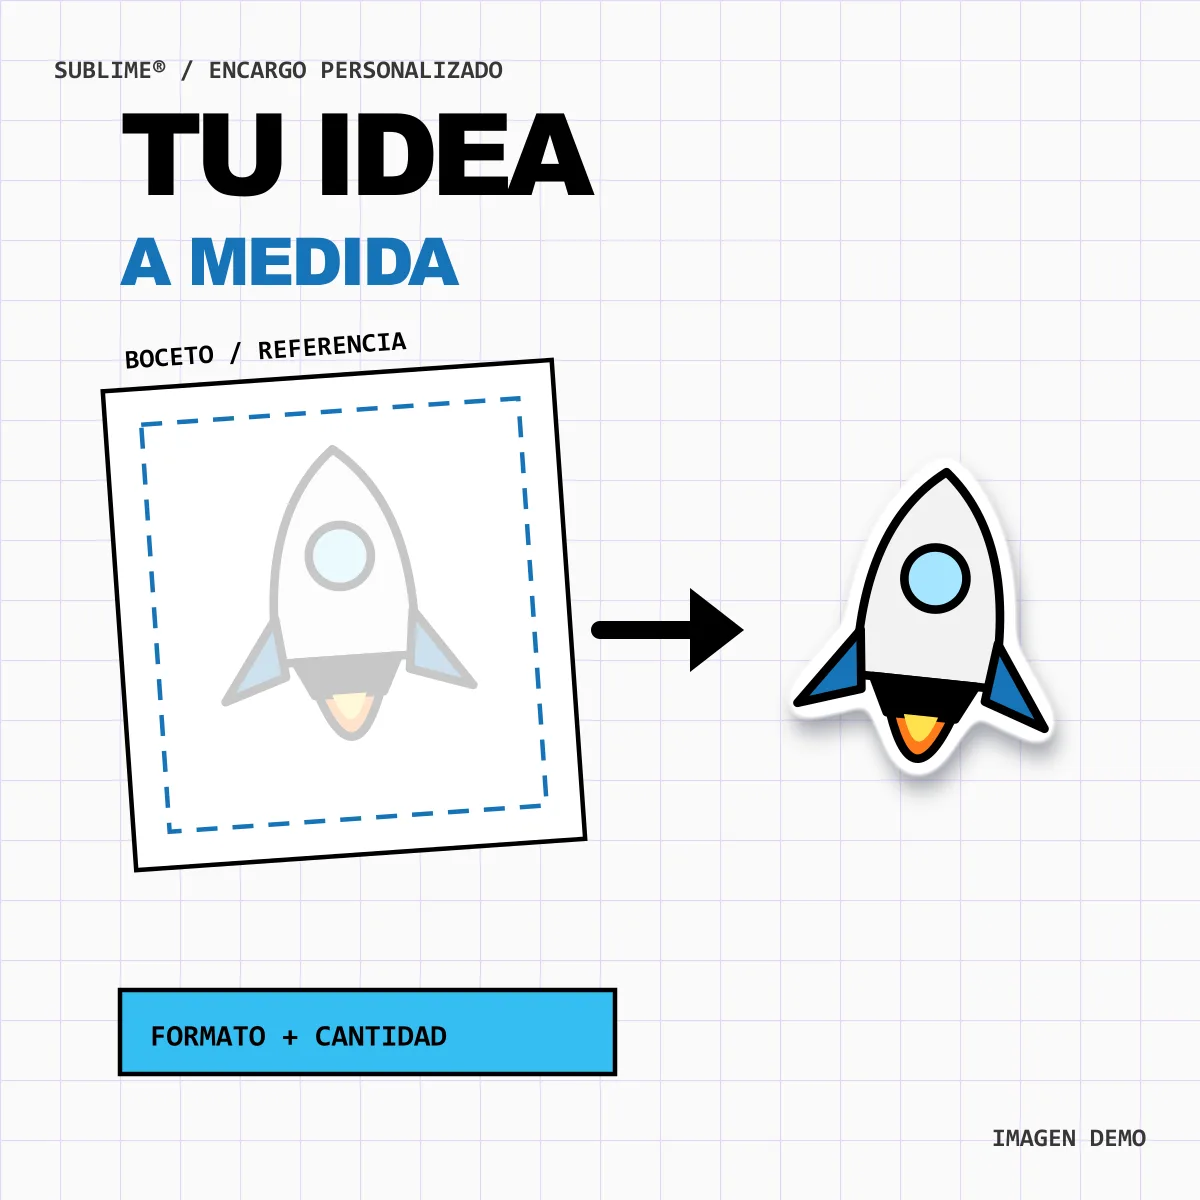 SUBLIME® / ENCARGO PERSONALIZADO
TU IDEA
A MEDIDA
BOCETO / REFERENCIA
FORMATO + CANTIDAD
IMAGEN DEMO